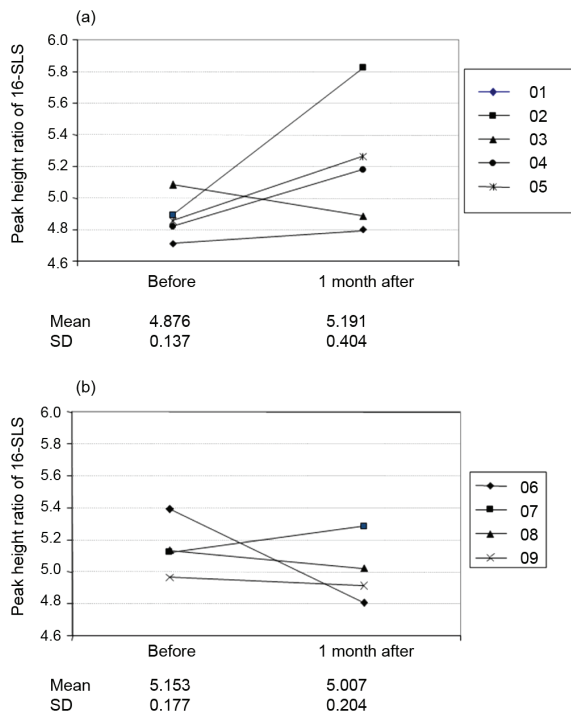 (a)
Peak height ratio of 16-SLS
6.0
5.8
5.6
5.4
5.2
5.0
4.8
4.6
Before 1 month after
01
02
03
04
05
Mean 4.876 5.191
SD 0.137 0.404
(b)
Peak height ratio of 16-SLS
6.0
5.8
5.6
5.4
5.2
5.0
4.8
4.6
Before 1 month after
06
07
08
09
Mean 5.153 5.007
SD 0.177 0.204